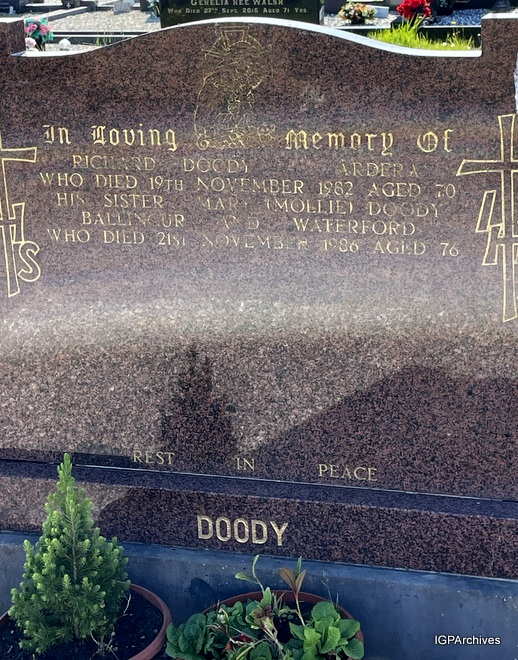 GENELIA NEE WALSH
WHO DIED 27TH SEPT. 2016 AGED 71 YRS.
In Loving Memory Of
RICHARD DOODY ARDERA
WHO DIED 19TH NOVEMBER 1982 AGED 70
HIS SISTER MARY (MOLLIE) DOODY
BALLINCUR AND WATERFORD
WHO DIED 21ST NOVEMBER 1986 AGED 76
IHS
IHS
REST IN PEACE
DOODY
IGPArchives